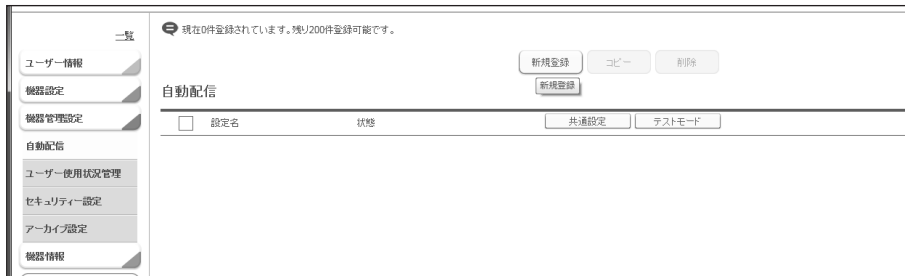 一覧
ユーザー情報
機器設定
機器管理設定
自動配信
ユーザー使用状況管理
セキュリティー設定
アーカイブ設定
機器情報
現在0件登録されています。残り200件登録可能です。
新規登録 コピー 削除
新規登録
自動配信
設定名 状態 共通設定 テストモード